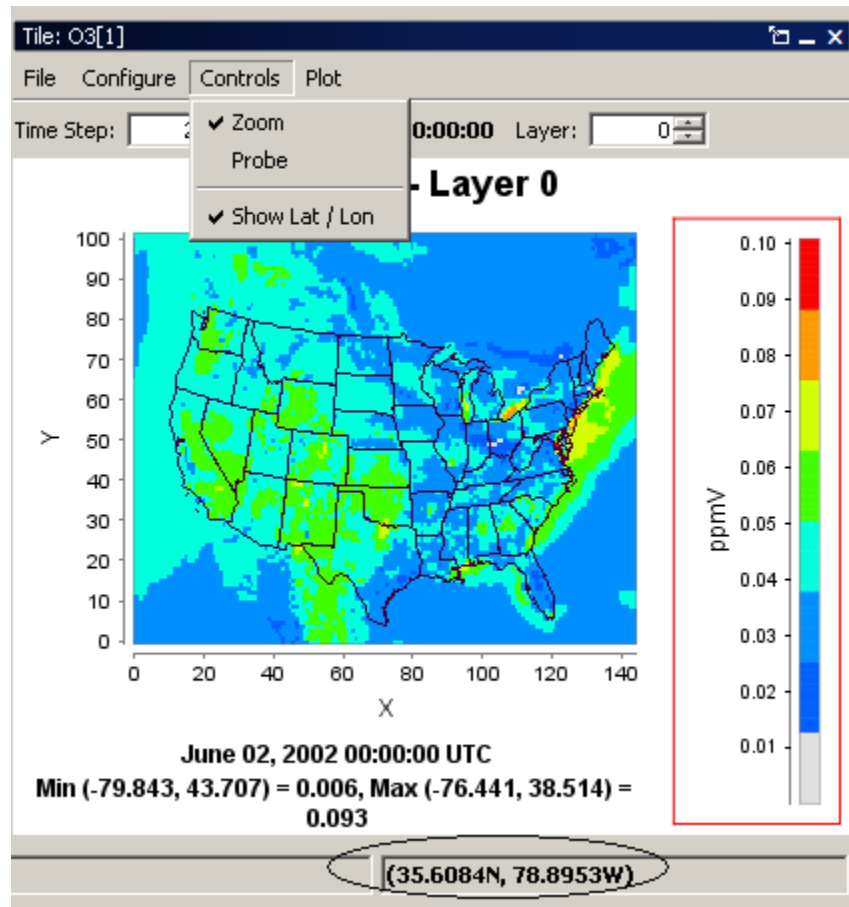 Tile: O3[1]
File Configure Controls Plot
Zoom
Probe
Show Lat / Lon
Time Step: 0:00:00 Layer: 0
- Layer 0
100
90
80
70
60
50
40
30
20
10
0
Y
0 20 40 60 80 100 120 140
X
0.10
0.09
0.08
0.07
0.06
0.05
0.04
0.03
0.02
0.01
ppmV
June 02, 2002 00:00:00 UTC
Min (-79.843, 43.707) = 0.006, Max (-76.441, 38.514) =
0.093
(35.6084N, 78.8953W)